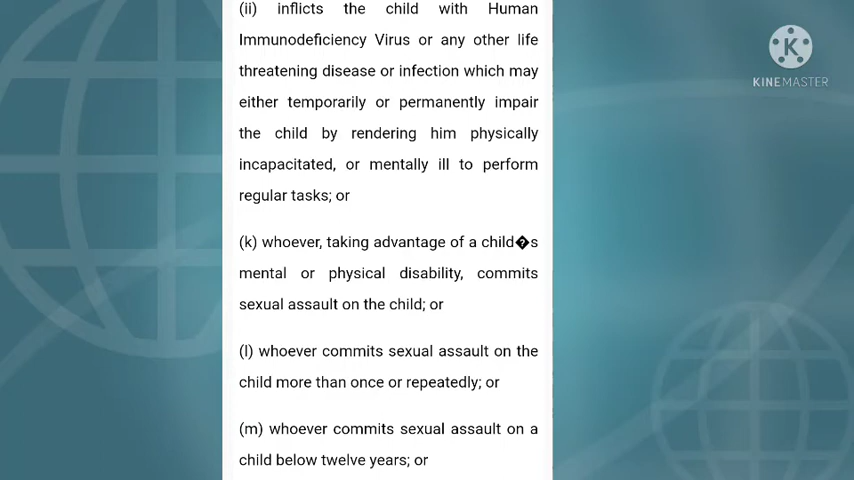 (ii) inflicts the child with Human
Immunodeficiency Virus or any other life
threatening disease or infection which may
either temporarily or permanently impair
the child by rendering him physically
incapacitated, or mentally ill to perform
regular tasks; or
(k) whoever, taking advantage of a child�s
mental or physical disability, commits
sexual assault on the child; or
(l) whoever commits sexual assault on the
child more than once or repeatedly; or
(m) whoever commits sexual assault on a
child below twelve years; or
K
KINEMASTER